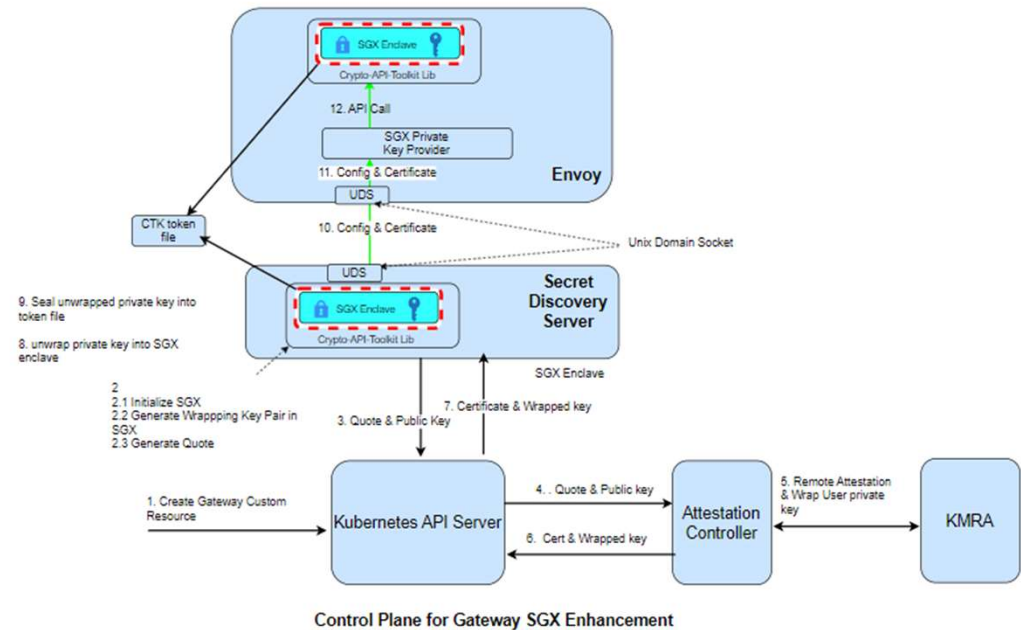 SGX Enclave
Crypto-API-Toolkit Lib
12. API Call
SGX Private
Key Provider
11. Config & Certificate
Envoy
UDS
CTK token
file
10. Config & Certificate
Unix Domain Socket
UDS
Secret
Discovery
Server
9. Seal unwrapped private key into
token file
SGX Enclave
8. unwrap private key into SGX
enclave
Crypto-API-Toolkit Lib
SGX Enclave
2
2.1 Initialize SGX
2.2 Generate Wrappping Key Pair in
SGX
2.3 Generate Quote
7. Certificate & Wrapped key
3. Quote & Public Key
1. Create Gateway Custom
Resource
Kubernetes API Server
4. . Quote & Public key
6. Cert & Wrapped key
Attestation
Controller
5. Remote Attestation
& Wrap User private
key
KMRA
Control Plane for Gateway SGX Enhancement